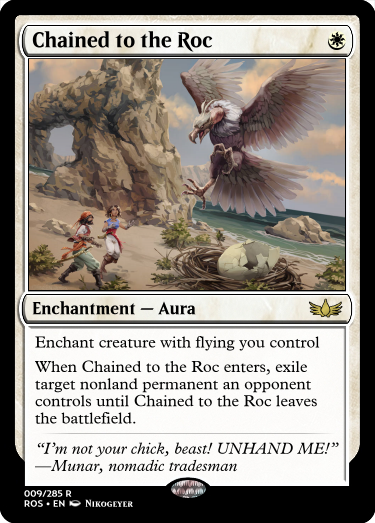 Chained to the Roc
Enchantment — Aura
Enchant creature with flying you control
When Chained to the Roc enters, exile
target nonland permanent an opponent
controls until Chained to the Roc leaves
the battlefield.
“I’m not your chick, beast! UNHAND ME!”
—Munar, nomadic tradesman
009/285 R
ROS • EN Nikogeyer